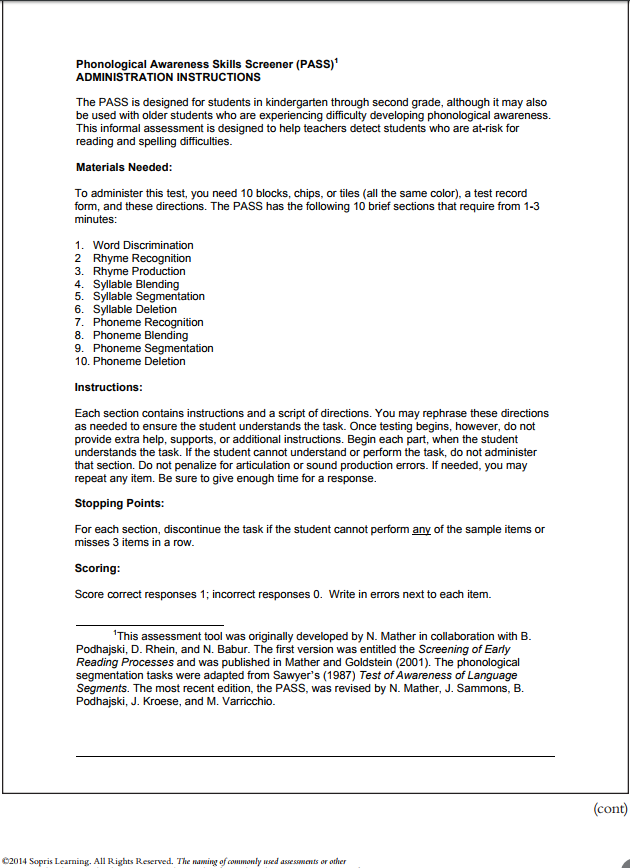 Phonological Awareness Skills Screener (PASS)1
ADMINISTRATION INSTRUCTIONS
The PASS is designed for students in kindergarten through second grade, although it may also
be used with older students who are experiencing difficulty developing phonological awareness.
This informal assessment is designed to help teachers detect students who are at-risk for
reading and spelling difficulties.
Materials Needed:
To administer this test, you need 10 blocks, chips, or tiles (all the same color), a test record
form, and these directions. The PASS has the following 10 brief sections that require from 1-3
minutes:
1. Word Discrimination
2 Rhyme Recognition
3. Rhyme Production
4. Syllable Blending
5. Syllable Segmentation
6. Syllable Deletion
7. Phoneme Recognition
8. Phoneme Blending
9. Phoneme Segmentation
10. Phoneme Deletion
Instructions:
Each section contains instructions and a script of directions. You may rephrase these directions
as needed to ensure the student understands the task. Once testing begins, however, do not
provide extra help, supports, or additional instructions. Begin each part, when the student
understands the task. If the student cannot understand or perform the task, do not administer
that section. Do not penalize for articulation or sound production errors. If needed, you may
repeat any item. Be sure to give enough time for a response.
Stopping Points:
For each section, discontinue the task if the student cannot perform any of the sample items or
misses 3 items in a row.
Scoring:
Score correct responses 1; incorrect responses 0. Write in errors next to each item.
1This assessment tool was originally developed by N. Mather in collaboration with B.
Podhajski, D. Rhein, and N. Babur. The first version was entitled the Screening of Early
Reading Processes and was published in Mather and Goldstein (2001). The phonological
segmentation tasks were adapted from Sawyer's (1987) Test of Awareness of Language
Segments. The most recent edition, the PASS, was revised by N. Mather, J. Sammons, B.
Podhajski, J. Kroese, and M. Varricchio.
(cont)
©2014 Sopris Learning. All Rights Reserved. The naming of commonly used assessments or other